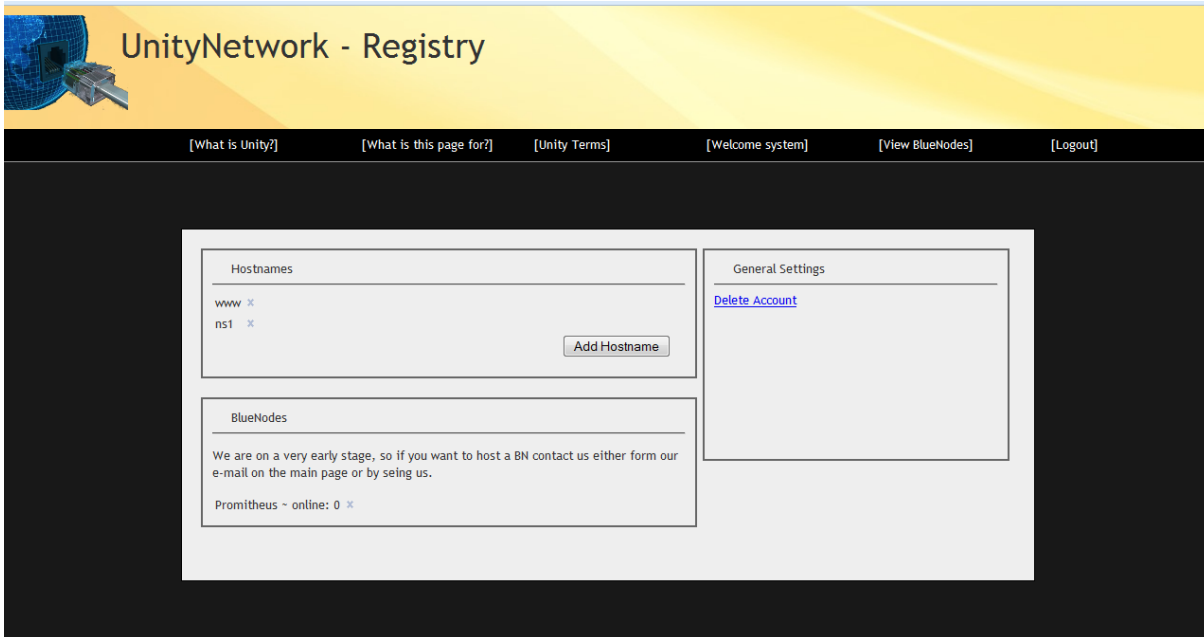 UnityNetwork - Registry
[What is Unity?] [What is this page for?] [Unity Terms] [Welcome system] [View BlueNodes] [Logout]
Hostnames
www x
ns1 x
Add Hostname
General Settings
Delete Account
BlueNodes
We are on a very early stage, so if you want to host a BN contact us either form our
e-mail on the main page or by seing us.
Promitheus ~ online: 0 x